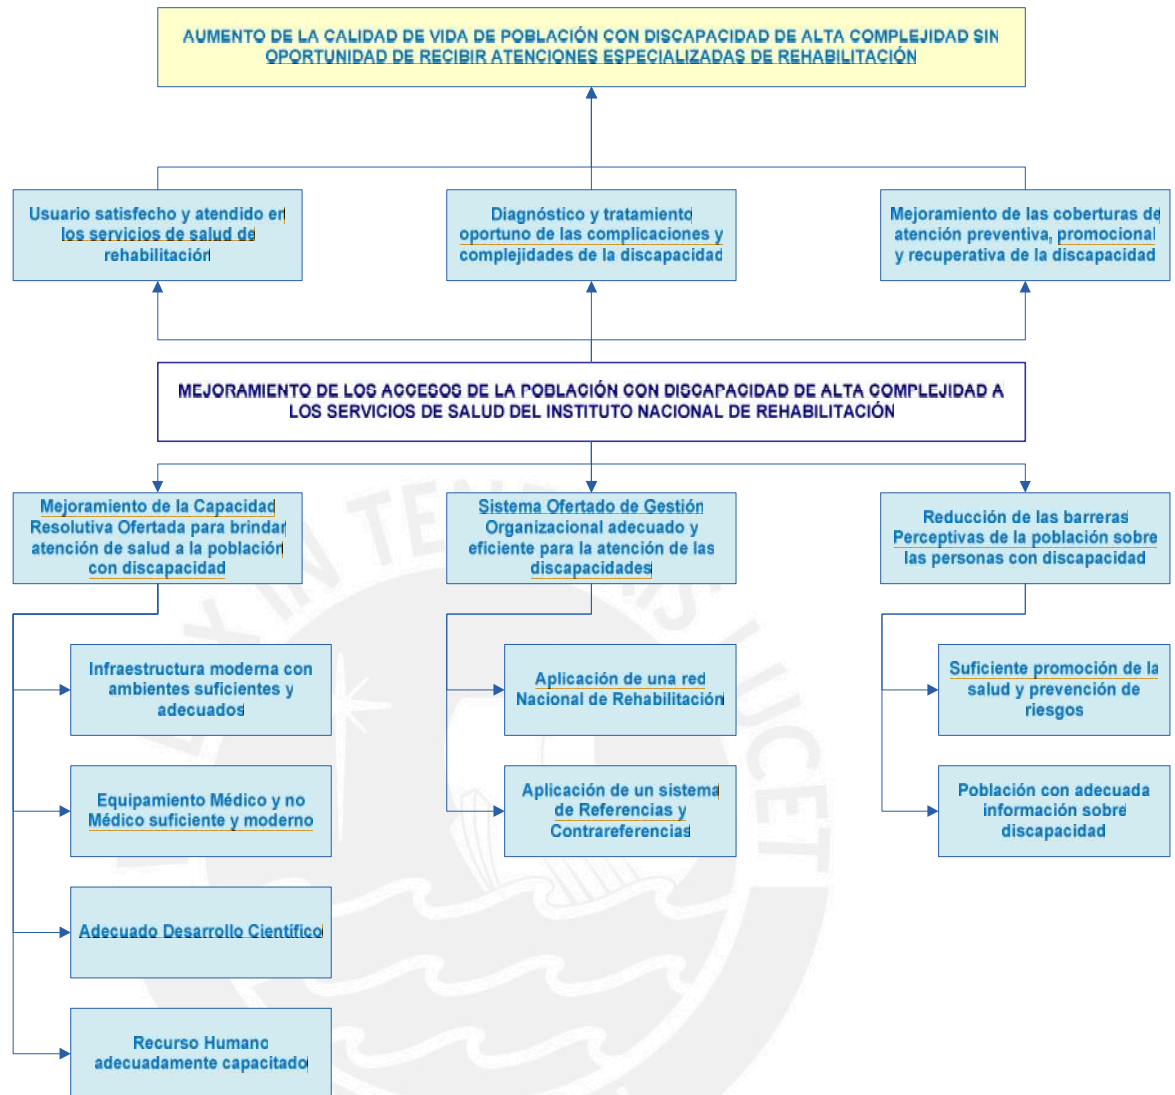 AUMENTO DE LA CALIDAD DE VIDA DE POBLACIÓN CON DISCAPACIDAD DE ALTA COMPLEJIDAD SIN
OPORTUNIDAD DE RECIBIR ATENCIONES ESPECIALIZADAS DE REHABILITACIÓN
Usuario satisfecho y atendido en
los servicios de salud de
rehabilitación
Diagnóstico y tratamiento
oportuno de las complicaciones y
complejidades de la discapacidad
Mejoramiento de las coberturas de
atención preventiva, promocional
y recuperativa de la discapacidad
MEJORAMIENTO DE LOS ACCESOS DE LA POBLACIÓN CON DISCAPACIDAD DE ALTA COMPLEJIDAD A
LOS SERVICIOS DE SALUD DEL INSTITUTO NACIONAL DE REHABILITACIÓN
Mejoramiento de la Capacidad
Resolutiva Ofertada para brindar
atención de salud a la población
con discapacidad
Sistema Ofertado de Gestión
Organizacional adecuado y
eficiente para la atención de las
discapacidades
Reducción de las barreras
Perceptivas de la población sobre
las personas con discapacidad
Infraestructura moderna con
ambientes suficientes y
adecuados
Equipamiento Médico y no
Médico suficiente y moderno
Adecuado Desarrollo Científico
Recurso Humano
adecuadamente capacitado
Aplicación de una red
Nacional de Rehabilitación
Aplicación de un sistema
de Referencias y
Contrareferencias
Suficiente promoción de la
salud y prevención de
riesgos
Población con adecuada
información sobre
discapacidad